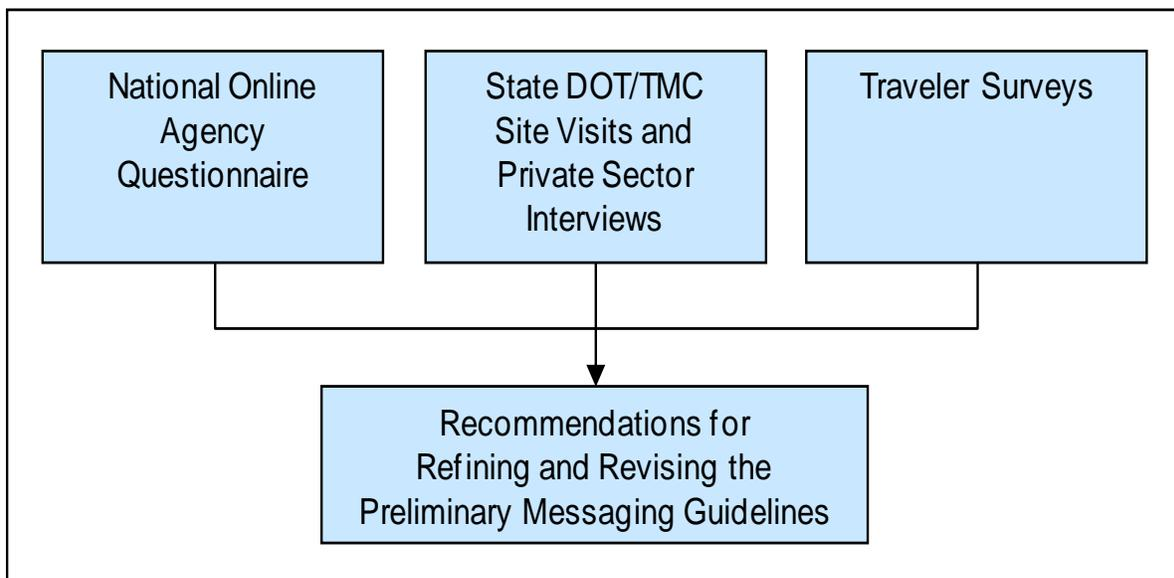 National Online
Agency
Questionnaire
State DOT/TMC
Site Visits and
Private Sector
Interviews
Traveler Surveys
Recommendations for
Refining and Revising the
Preliminary Messaging Guidelines